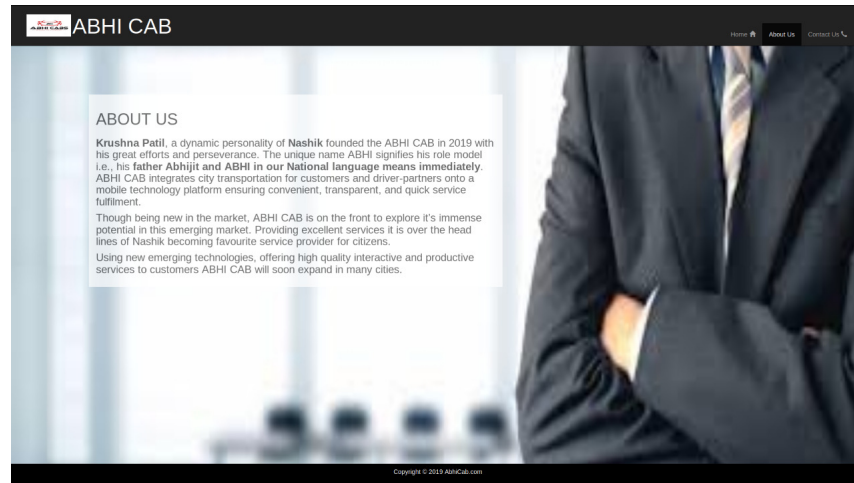 ABHI CABS
ABHI CAB
Home
About Us
Contact Us
ABOUT US
Krushna Patil, a dynamic personality of Nashik founded the ABHI CAB in 2019 with
his great efforts and perseverance. The unique name ABHI signifies his role model
i.e., his father Abhijit and ABHI in our National language means immediately.
ABHI CAB integrates city transportation for customers and driver-partners onto a
mobile technology platform ensuring convenient, transparent, and quick service
fulfilment.
Though being new in the market, ABHI CAB is on the front to explore it's immense
potential in this emerging market. Providing excellent services it is over the head
lines of Nashik becoming favourite service provider for citizens.
Using new emerging technologies, offering high quality interactive and productive
services to customers ABHI CAB will soon expand in many cities.
Copyright © 2019 AbhiCab.com